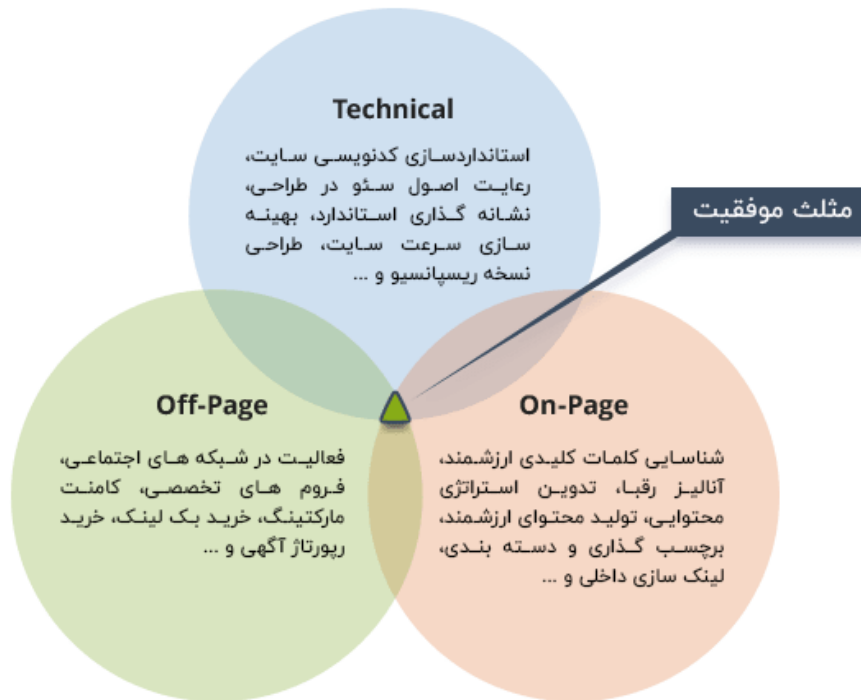 Technical
استانداردسازی کدنویسی سایت،
رعایت اصول سئو در طراحی،
نشانه گذاری استاندارد، بهینه
سازی سرعت سایت، طراحی
نسخه ریسپانسیو و ...
مثلث موفقیت
On-Page
شناسایی کلمات کلیدی ارزشمند،
آنالیز رقبا، تدوین استراتژی
محتوایی، تولید محتوای ارزشمند،
برچسب گذاری و دسته بندی،
لینک سازی داخلی و ...
Off-Page
فعالیت در شبکه های اجتماعی،
فروم های تخصصی، کامنت
مارکتینگ، خرید بک لینک، خرید
رپورتاژ آگهی و ...